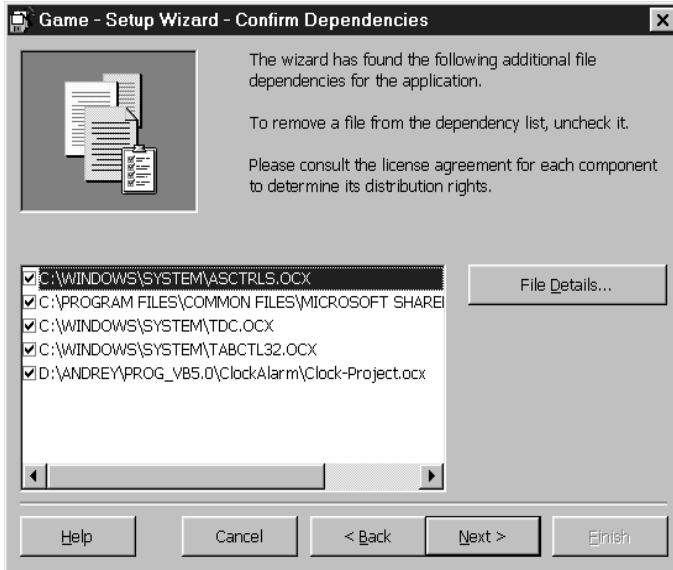 Game - Setup Wizard - Confirm Dependencies
The wizard has found the following additional file
dependencies for the application.
To remove a file from the dependency list, uncheck it.
Please consult the license agreement for each component
to determine its distribution rights.
C:\WINDOWS\SYSTEM\ASCTRLS.OCX
C:\PROGRAM FILES\COMMON FILES\MICROSOFT SHARE
C:\WINDOWS\SYSTEM\TDC.OCX
C:\WINDOWS\SYSTEM\TABCTL32.OCX
D:\ANDREY\PROG_VB5.0\ClockAlarm\Clock-Project.ocx
File Details...
Help Cancel < Back Next > Finish